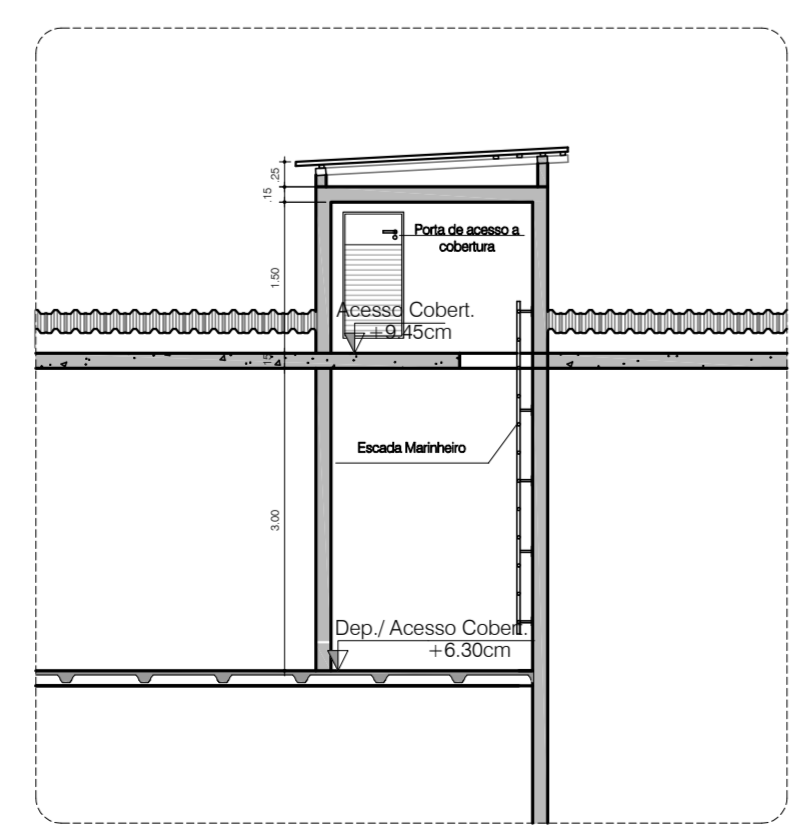 .25
.15
Porta de acesso a
cobertura
1.50
Acesso Cobert.
+9.45cm
.15
Escada Marinheiro
3.00
Dep./ Acesso Cobert.
+6.30cm